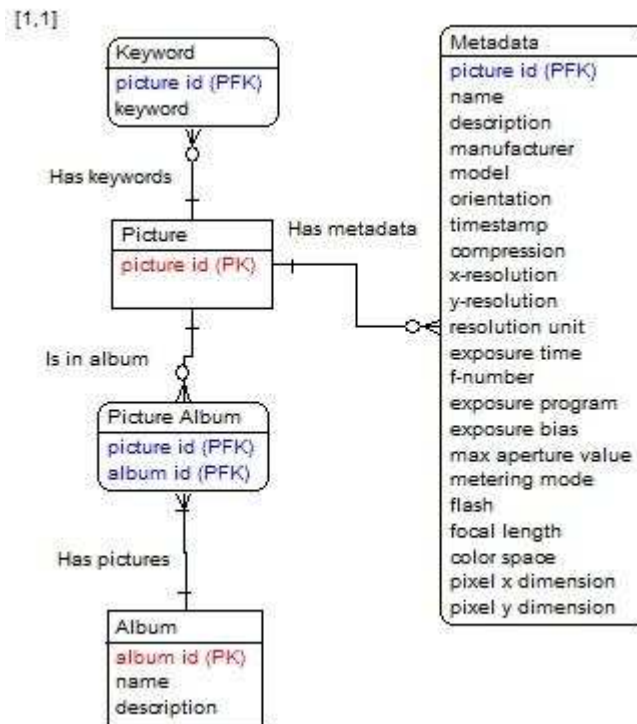 [1,1]
Keyword
picture id (PFK)
keyword
Has keywords
Picture
picture id (PK)
Has metadata
Is in album
Picture Album
picture id (PFK)
album id (PFK)
Has pictures
Album
album id (PK)
name
description
Metadata
picture id (PFK)
name
description
manufacturer
model
orientation
timestamp
compression
x-resolution
y-resolution
resolution unit
exposure time
f-number
exposure program
exposure bias
max aperture value
metering mode
flash
focal length
color space
pixel x dimension
pixel y dimension